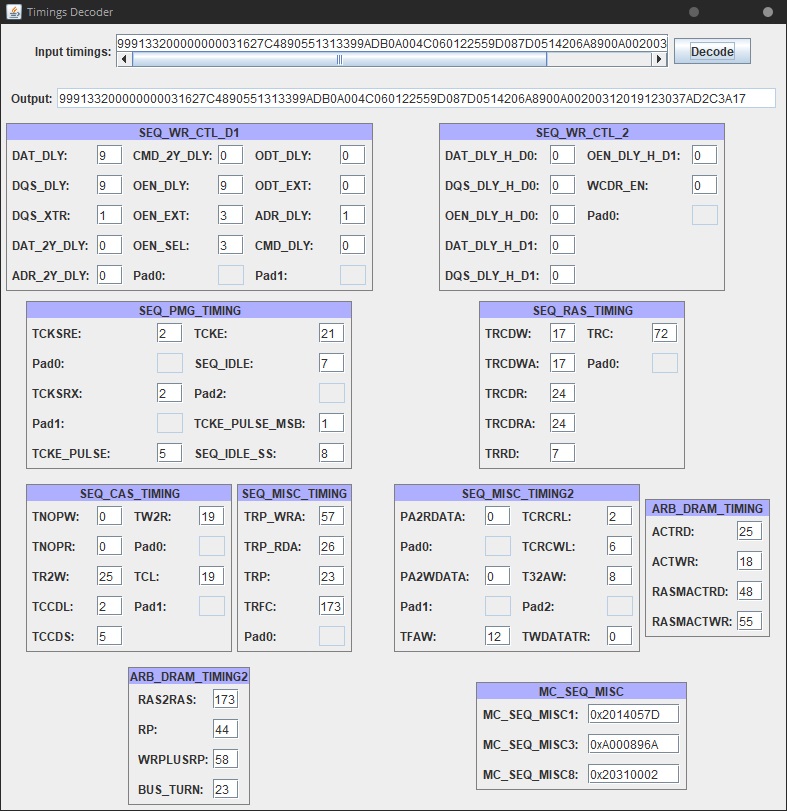 Timings Decoder
Input timings: 999133200000000031627C4890551313399ADB0A004C060122559D087D0514206A8900A002003 Decode
Output: 999133200000000031627C4890551313399ADB0A004C060122559D087D0514206A8900A00200312019123037AD2C3A17
SEQ_WR_CTL_D1 SEQ_WR_CTL_2
DAT_DLY: 9 CMD_2Y_DLY: 0 ODT_DLY: 0 DAT_DLY_H_D0: 0 OEN_DLY_H_D1: 0
DQS_DLY: 9 OEN_DLY: 9 ODT_EXT: 0 DQS_DLY_H_D0: 0 WCDR_EN: 0
DQS_XTR: 1 OEN_EXT: 3 ADR_DLY: 1 OEN_DLY_H_D0: 0 Pad0:
DAT_2Y_DLY: 0 OEN_SEL: 3 CMD_DLY: 0 DAT_DLY_H_D1: 0
ADR_2Y_DLY: 0 Pad0: Pad1: DQS_DLY_H_D1: 0
SEQ_PMG_TIMING SEQ_RAS_TIMING
TCKSRE: 2 TCKE: 21 TRCDW: 17 TRC: 72
Pad0: SEQ_IDLE: 7 TRCDWA: 17 Pad0:
TCKSRX: 2 Pad2: TRCDR: 24
Pad1: TCKE_PULSE_MSB: 1 TRCDRA: 24
TCKE_PULSE: 5 SEQ_IDLE_SS: 8 TRRD: 7
SEQ_CAS_TIMING SEQ_MISC_TIMING SEQ_MISC_TIMING2 ARB_DRAM_TIMING
TNOPW: 0 TW2R: 19 TRP_WRA: 57 PA2RDATA: 0 TCRCRL: 2 ACTRD: 25
TNOPR: 0 Pad0: TRP_RDA: 26 Pad0: TCRCWL: 6 ACTWR: 18
TR2W: 25 TCL: 19 TRP: 23 PA2WDATA: 0 T32AW: 8 RASMACTRD: 48
TCCDL: 2 Pad1: TRFC: 173 Pad1: Pad2: RASMACTWR: 55
TCCDS: 5 Pad0: TFAW: 12 TWDATATR: 0
ARB_DRAM_TIMING2 MC_SEQ_MISC
RAS2RAS: 173 MC_SEQ_MISC1: 0x2014057D
RP: 44 MC_SEQ_MISC3: 0xA000896A
WRPLUSRP: 58 MC_SEQ_MISC8: 0x20310002
BUS_TURN: 23